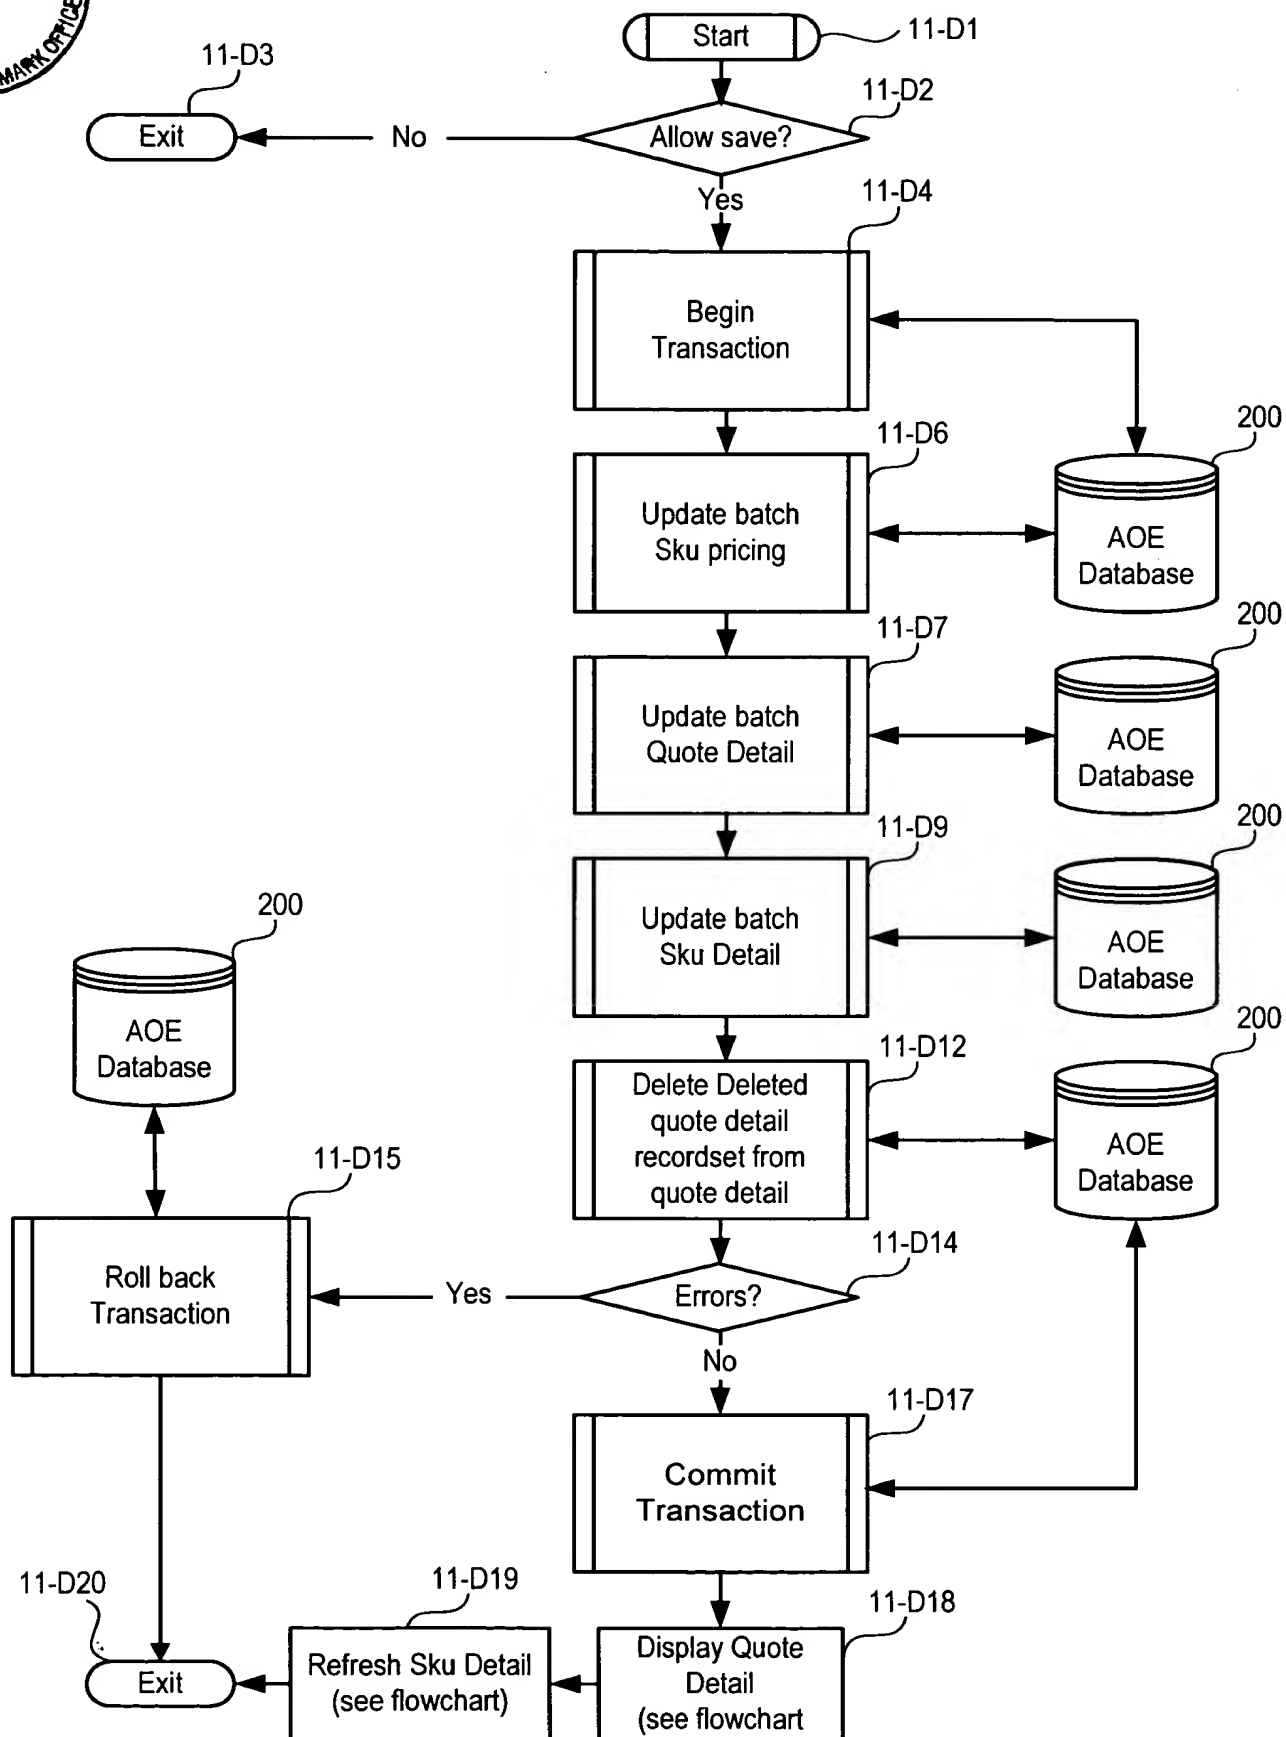 MARK OFFICE
Start
11-D1
11-D3
11-D2
Exit
No
Allow save?
Yes
11-D4
Begin
Transaction
11-D6
200
Update batch
Sku pricing
AOE
Database
11-D7
200
Update batch
Quote Detail
AOE
Database
11-D9
200
Update batch
Sku Detail
AOE
Database
200
AOE
Database
11-D12
200
Delete Deleted
quote detail
recordset from
quote detail
AOE
Database
11-D15
Roll back
Transaction
11-D14
Yes
Errors?
No
11-D17
Commit
Transaction
11-D20
11-D19
11-D18
Exit
Refresh Sku Detail
(see flowchart)
Display Quote
Detail
(see flowchart